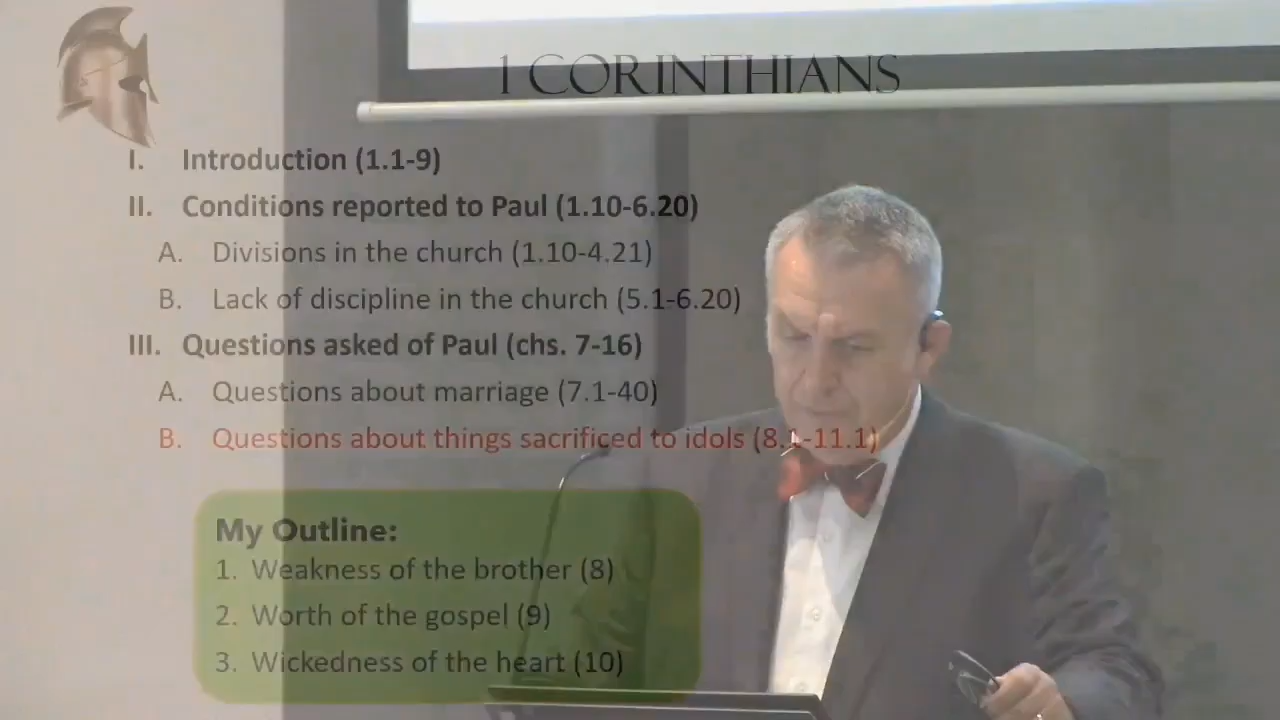 1 CORINTHIANS
I. Introduction (1.1-9)
II. Conditions reported to Paul (1.10-6.20)
A. Divisions in the church (1.10-4.21)
B. Lack of discipline in the church (5.1-6.20)
III. Questions asked of Paul (chs. 7-16)
A. Questions about marriage (7.1-40)
B. Questions about things sacrificed to idols (8.1-11.1)
My Outline:
1. Weakness of the brother (8)
2. Worth of the gospel (9)
3. Wickedness of the heart (10)